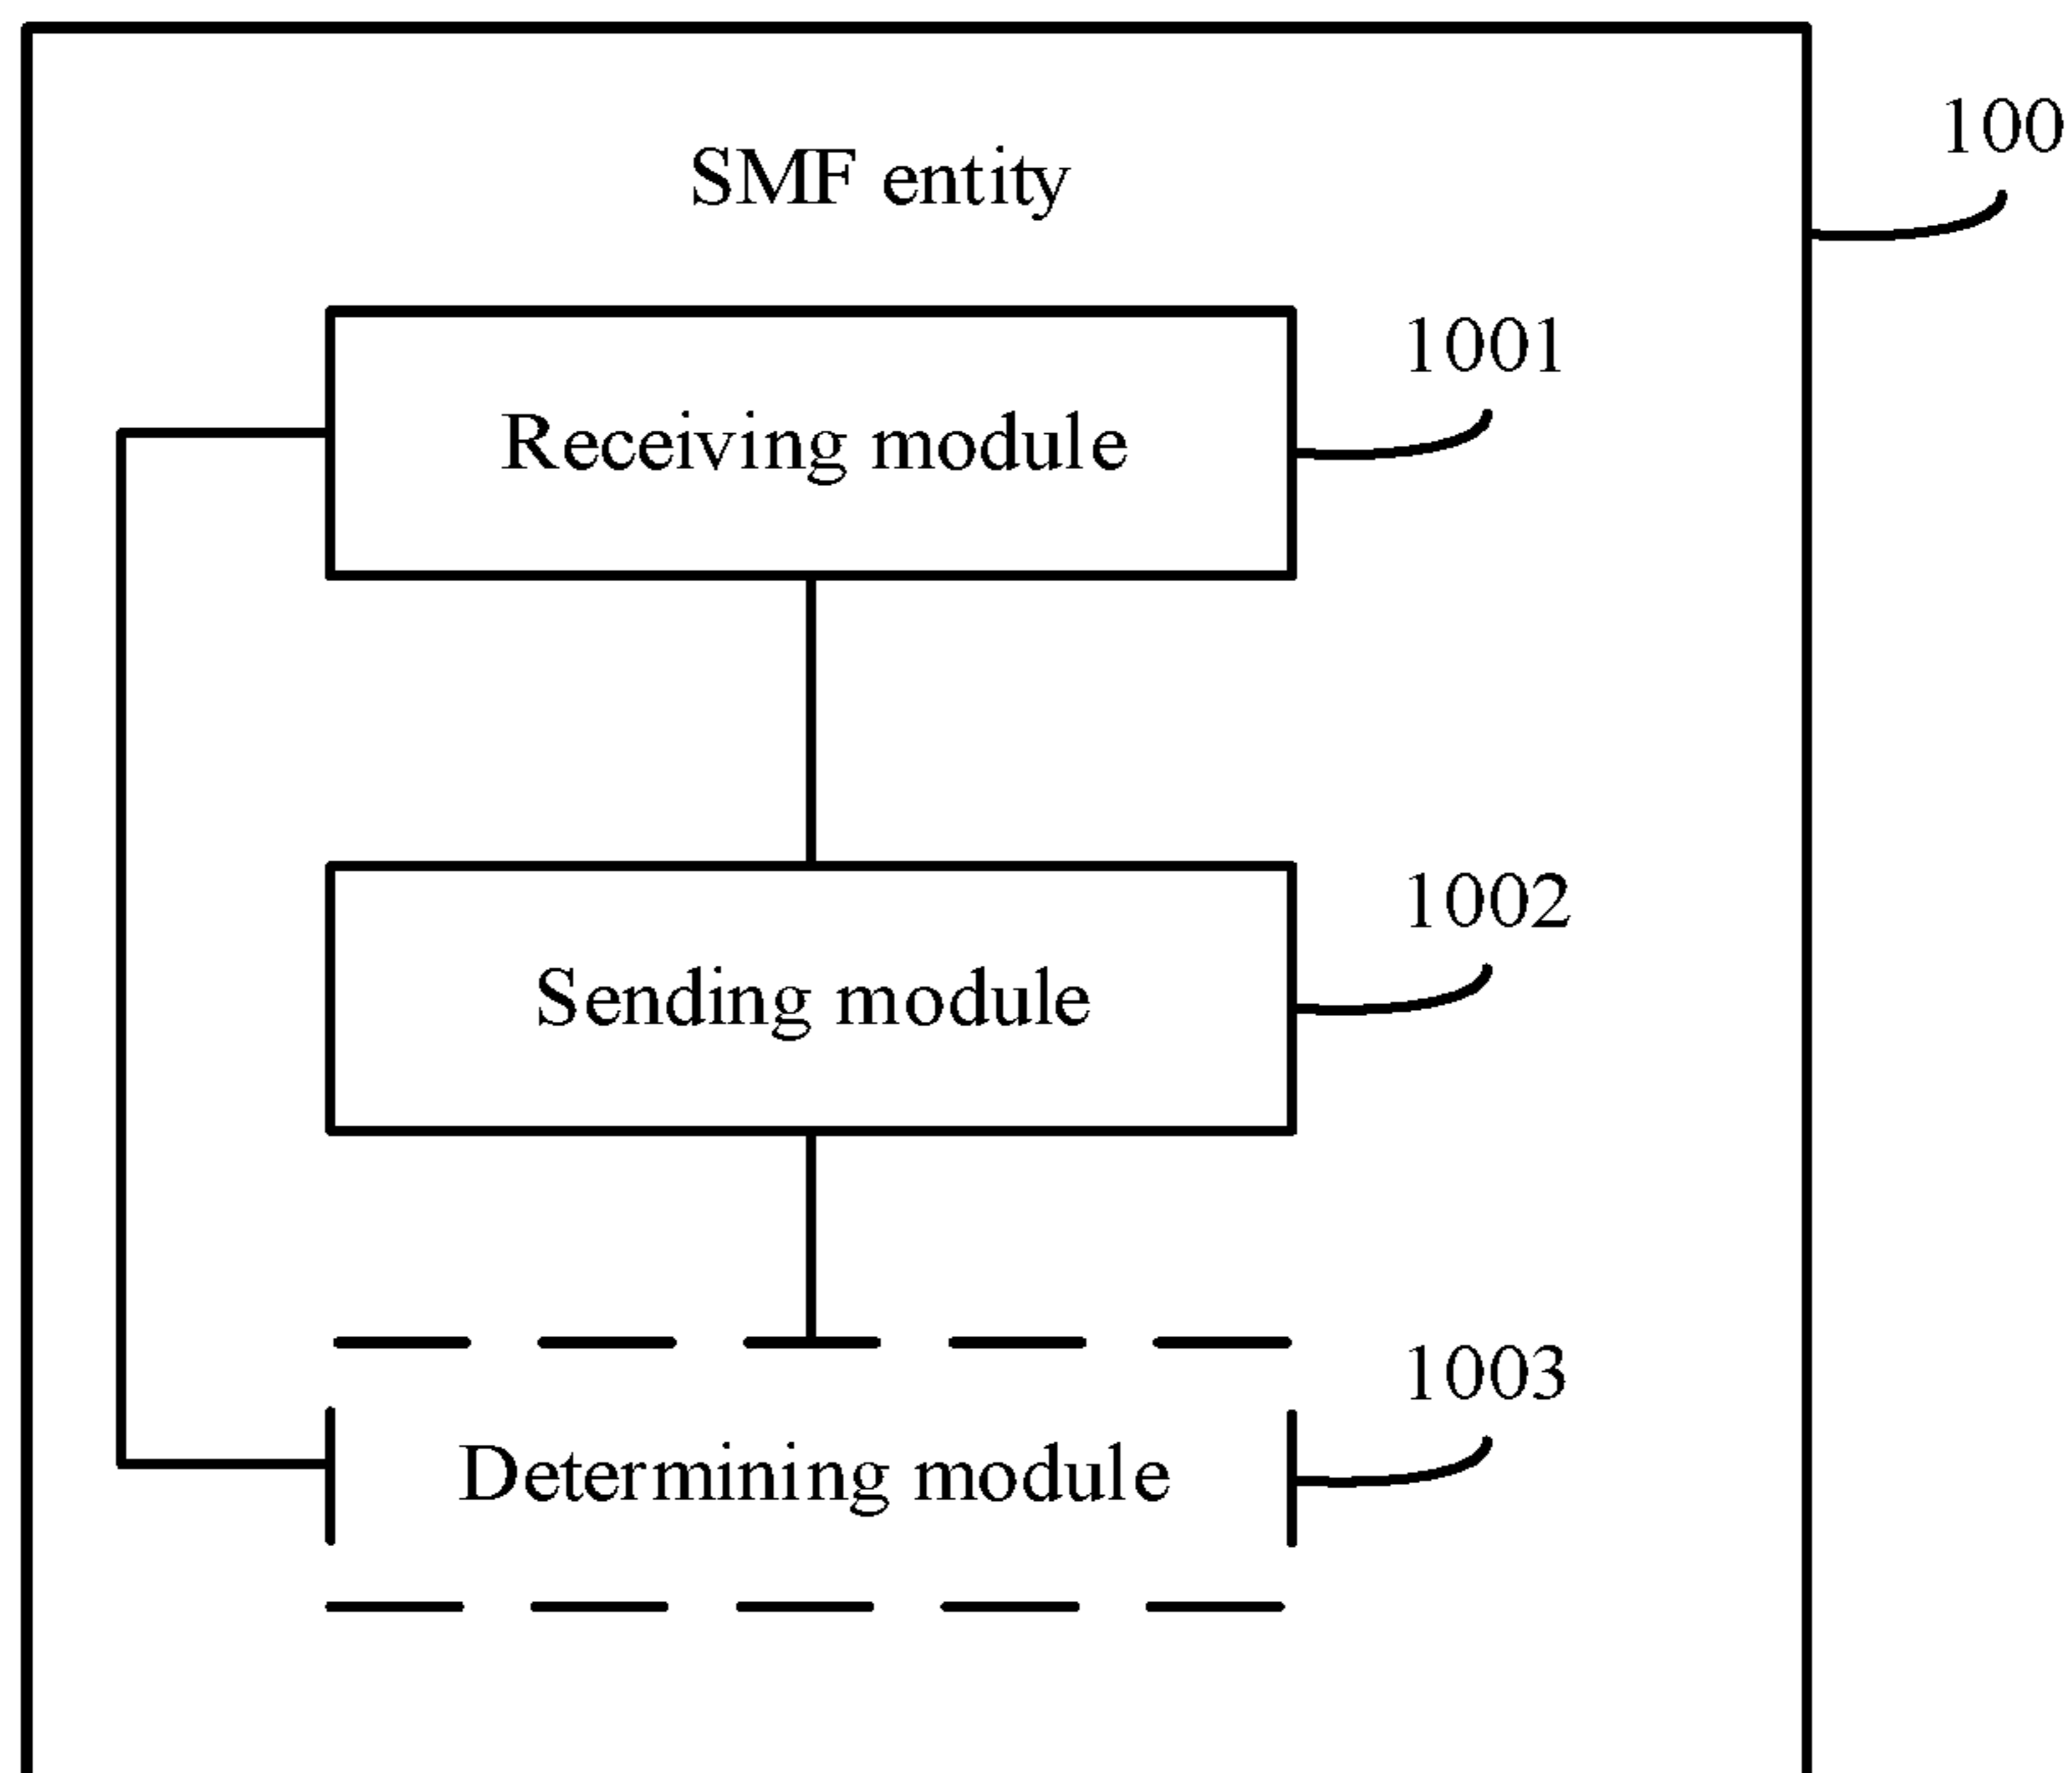 100
SMF entity
1001
Receiving module
1002
Sending module
1003
Determining module